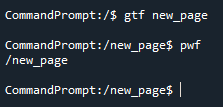 CommandPrompt:/$ gtf new_page
CommandPrompt:/new_page$ pwf
/new_page
CommandPrompt:/new_page$